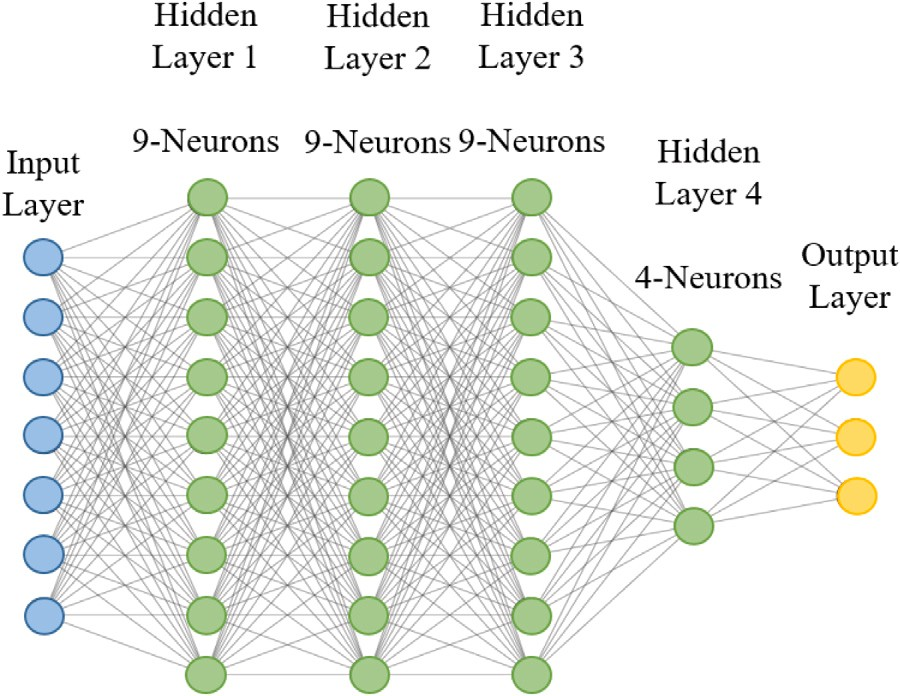 Hidden
Layer 1
Hidden
Layer 2
Hidden
Layer 3
9-Neurons
9-Neurons
9-Neurons
Input
Layer
Hidden
Layer 4
4-Neurons
Output
Layer